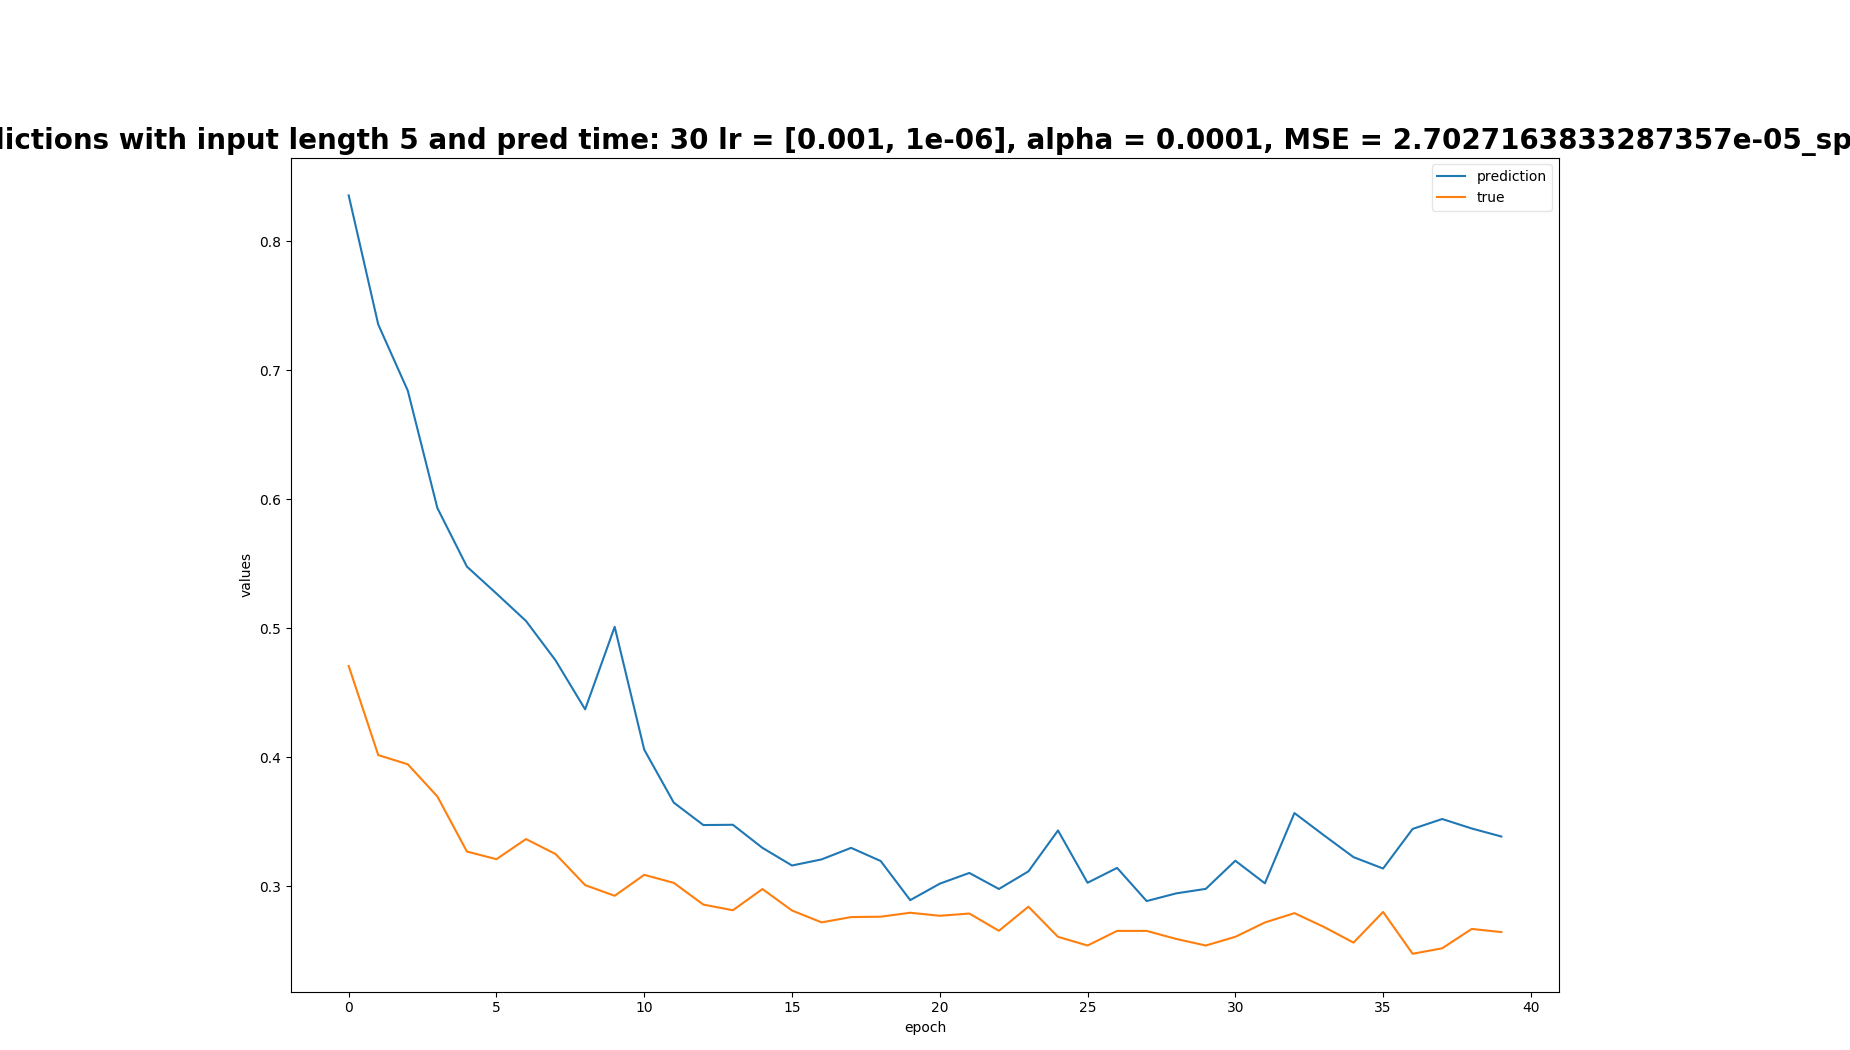 dictions with input length 5 and pred time: 30 lr = [0.001, 1e-06], alpha = 0.0001, MSE = 2.7027163833287357e-05_sp
prediction
true
0.8
0.7
0.6
0.5
0.4
0.3
values
0 5 10 15 20 25 30 35 40
epoch